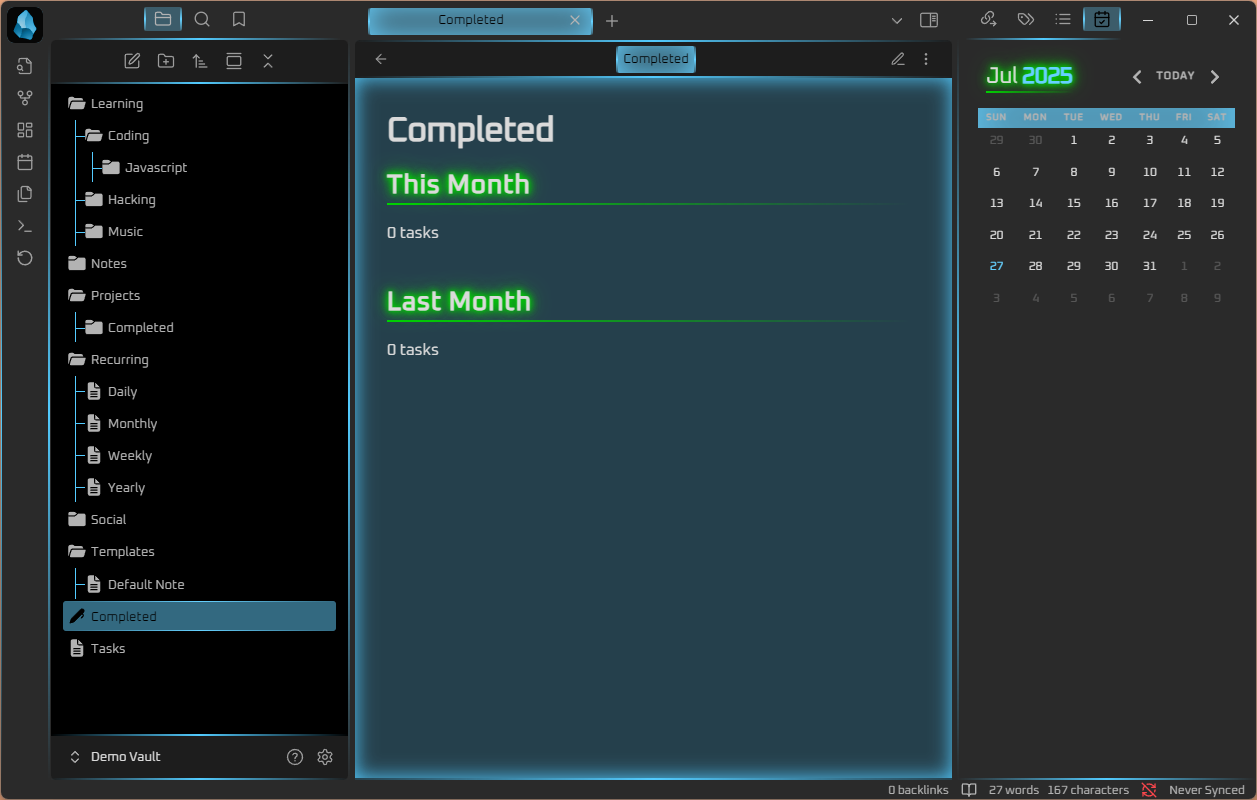 Completed
Learning
Coding
Javascript
Hacking
Music
Notes
Projects
Completed
Recurring
Daily
Monthly
Weekly
Yearly
Social
Templates
Default Note
Completed
Tasks
Demo Vault
Completed
Completed
This Month
0 tasks
Last Month
0 tasks
Jul 2025
TODAY
SUN MON TUE WED THU FRI SAT
29 30 1 2 3 4 5
6 7 8 9 10 11 12
13 14 15 16 17 18 19
20 21 22 23 24 25 26
27 28 29 30 31 1 2
3 4 5 6 7 8 9
0 backlinks 27 words 167 characters Never Synced